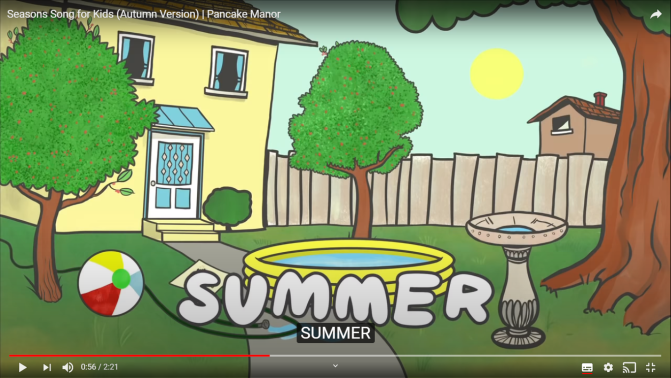 Seasons Song for Kids (Autumn Version) | Pancake Manor
SUMMER
SUMMER
0:56 / 2:21